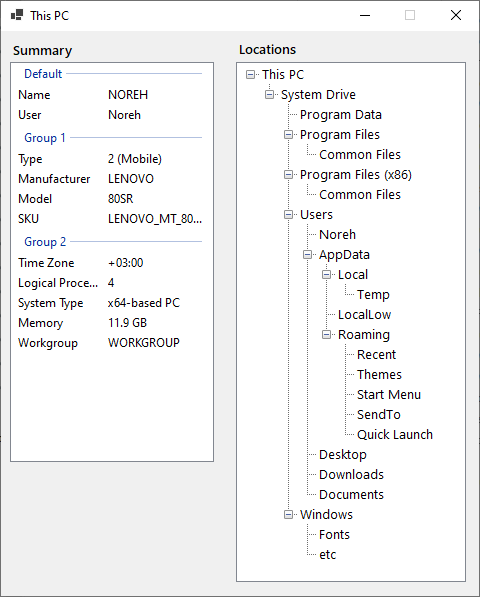 This PC
Summary
Default
Name NOREH
User Noreh
Group 1
Type 2 (Mobile)
Manufacturer LENOVO
Model 80SR
SKU LENOVO_MT_80...
Group 2
Time Zone +03:00
Logical Proce... 4
System Type x64-based PC
Memory 11.9 GB
Workgroup WORKGROUP
Locations
This PC
System Drive
Program Data
Program Files
Common Files
Program Files (x86)
Common Files
Users
Noreh
AppData
Local
Temp
LocalLow
Roaming
Recent
Themes
Start Menu
SendTo
Quick Launch
Desktop
Downloads
Documents
Windows
Fonts
etc